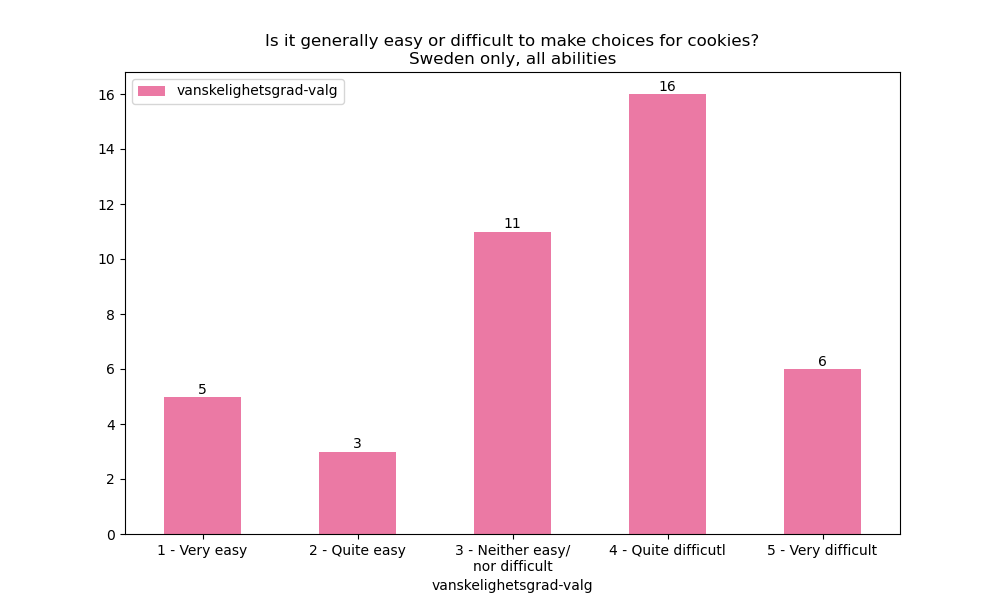 Is it generally easy or difficult to make choices for cookies?
Sweden only, all abilities
vanskelighetsgrad-valg
16
14
12
10
8
6
4
2
0
5
3
11
16
6
1 - Very easy
2 - Quite easy
3 - Neither easy/
nor difficult
4 - Quite difficutl
5 - Very difficult
vanskelighetsgrad-valg